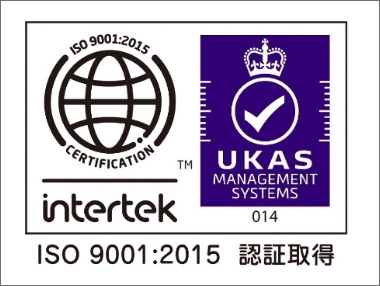 ISO 9001:2015
CERTIFICATION
TM
intertek
UKAS
MANAGEMENT
SYSTEMS
014
ISO 9001:2015 認証取得